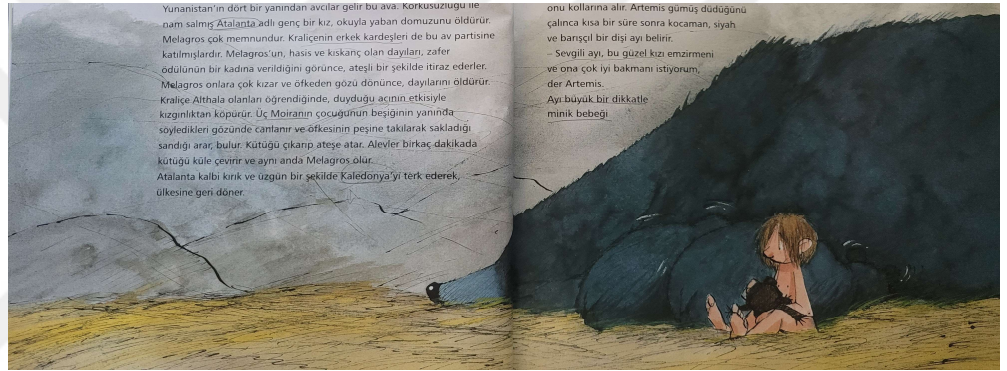 Yunanistan'ın dört bir yanından avcılar gelir bu ava. Korkusuzluğu ile
nam salmış Atalanta adlı genç bir kız, okuyla yaban domuzunu öldürür.
Melagros çok memnundur. Kraliçenin erkek kardeşleri de bu av partisine
katılmışlardır. Melagros'un, hasis ve kıskanç olan dayıları, zafer
ödülünün bir kadına verildiğini görünce, ateşli bir şekilde itiraz ederler.
Melagros onlara çok kızar ve öfkeden gözü dönünce, dayılarını öldürür.
Kraliçe Althala olanları öğrendiğinde, duyduğu acının etkisiyle
kızgınlıktan köpürür. Üç Moiranın çocuğunun beşiğinin yanında
söyledikleri gözünde canlanır ve öfkesinin peşine takılarak sakladığı
sandığı arar, bulur. Kütüğü çıkarıp ateşe atar. Alevler birkaç dakikada
kütüğü küle çevirir ve aynı anda Melagros ölür.
Atalanta kalbi kırık ve üzgün bir şekilde Kaledonya'yı terk ederek,
ülkesine geri döner.
onu kollarına alır. Artemis gümüş düdüğünü
çalınca kısa bir süre sonra kocaman, siyah
ve barışçıl bir dişi ayı belirir.
– Sevgili ayı, bu güzel kızı emzirmeni
ve ona çok iyi bakmanı istiyorum,
der Artemis.
Ayı büyük bir dikkatle
minik bebeği